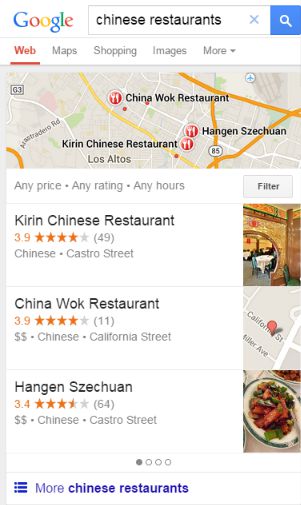 Google chinese restaurants ×
Web Maps Shopping Images More
G3
China Wok Restaurant
Arastradero Rd
Hangen Szechuan
Kirin Chinese Restaurant
85
Los Altos
Any price • Any rating • Any hours Filter
Kirin Chinese Restaurant
3.9 ★★★★★ (49)
Chinese • Castro Street
China Wok Restaurant
3.9 ★★★★★ (11)
$$ • Chinese • California Street
California St
Miller Ave
Hangen Szechuan
3.4 ★★★★★ (64)
$$ • Chinese • Castro Street
More chinese restaurants